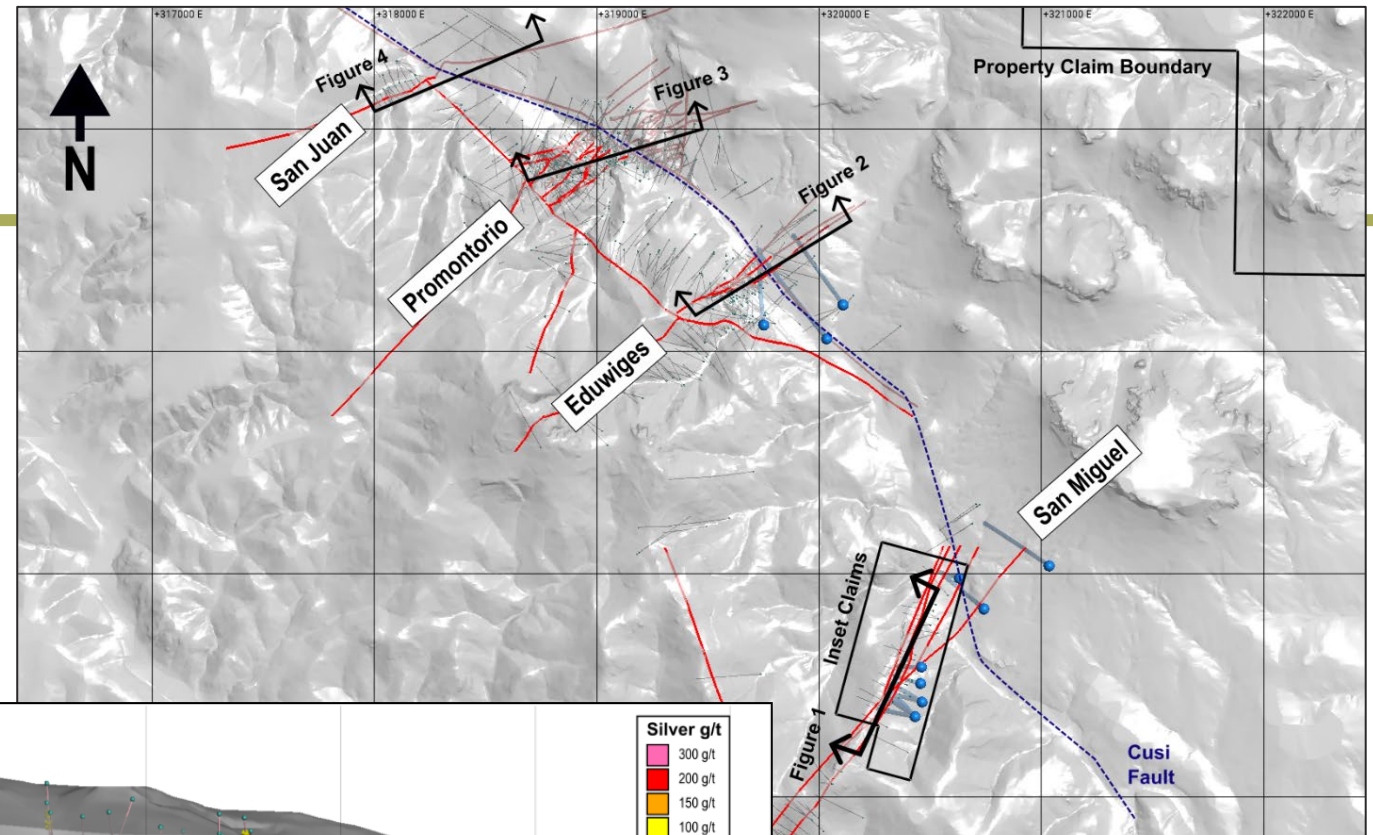 +317000 E
+318000 E
+319000 E
+320000 E
+321000 E
+322000 E
Figure 4
Figure 3
Property Claim Boundary
N
San Juan
Figure 2
Promontorio
Eduwiges
San Miguel
Inset Claims
Figure 1
Cusi
Fault
Silver g/t
300 g/t
200 g/t
150 g/t
100 g/t